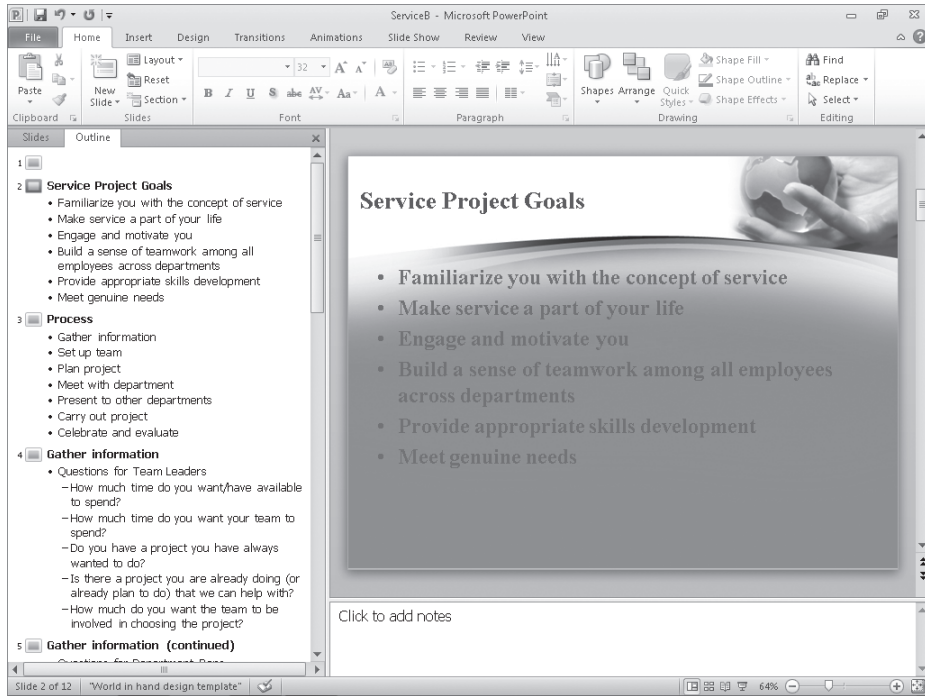 ServiceB - Microsoft PowerPoint
File Home Insert Design Transitions Animations Slide Show Review View
Paste
Clipboard
New
Slide
Layout
Reset
Section
Slides
32
A A
B I U S abc AV Aa A
Font
Paragraph
Shapes Arrange Quick
Styles
Shape Fill
Shape Outline
Shape Effects
Drawing
Find
Replace
Select
Editing
Slides Outline
1
2 Service Project Goals
• Familiarize you with the concept of service
• Make service a part of your life
• Engage and motivate you
• Build a sense of teamwork among all
employees across departments
• Provide appropriate skills development
• Meet genuine needs
3 Process
• Gather information
• Set up team
• Plan project
• Meet with department
• Present to other departments
• Carry out project
• Celebrate and evaluate
4 Gather information
• Questions for Team Leaders
–How much time do you want/have available
to spend?
–How much time do you want your team to
spend?
–Do you have a project you have always
wanted to do?
–Is there a project you are already doing (or
already plan to do) that we can help with?
–How much do you want the team to be
involved in choosing the project?
5 Gather information (continued)
Service Project Goals
• Familiarize you with the concept of service
• Make service a part of your life
• Engage and motivate you
• Build a sense of teamwork among all employees
across departments
• Provide appropriate skills development
• Meet genuine needs
Click to add notes
Slide 2 of 12 "World in hand design template" 64%